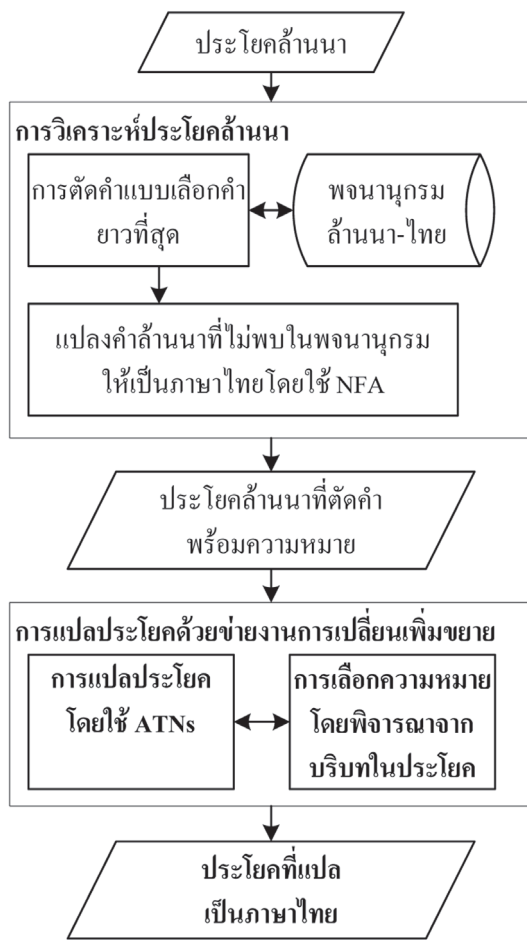 ประโยคล้านนา
การวิเคราะห์ประโยคล้านนา
การตัดคำแบบเลือกคำ
ยาวที่สุด
พจนานุกรม
ล้านนา-ไทย
แปลงคำล้านนาที่ไม่พบในพจนานุกรม
ให้เป็นภาษาไทยโดยใช้ NFA
ประโยคล้านนาที่ตัดคำ
พร้อมความหมาย
การแปลประโยคด้วยข่ายงานการเปลี่ยนเพิ่มขยาย
การแปลประโยค
โดยใช้ ATNs
การเลือกความหมาย
โดยพิจารณาจาก
บริบทในประโยค
ประโยคที่แปล
เป็นภาษาไทย